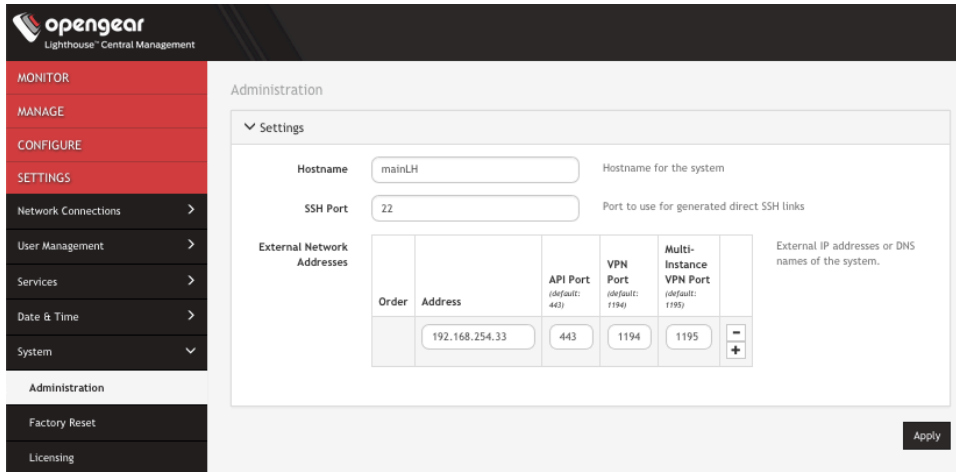 opengear
Lighthouse™ Central Management
MONITOR
MANAGE
CONFIGURE
SETTINGS
Network Connections
User Management
Services
Date & Time
System
Administration
Factory Reset
Licensing
Administration
Settings
Hostname
mainLH
Hostname for the system
SSH Port
22
Port to use for generated direct SSH links
External Network
Addresses
Order
Address
API Port
(default:
443)
VPN
Port
(default:
1194)
Multi-
Instance
VPN Port
(default:
1195)
192.168.254.33
443
1194
1195
-
+
External IP addresses or DNS
names of the system.
Apply